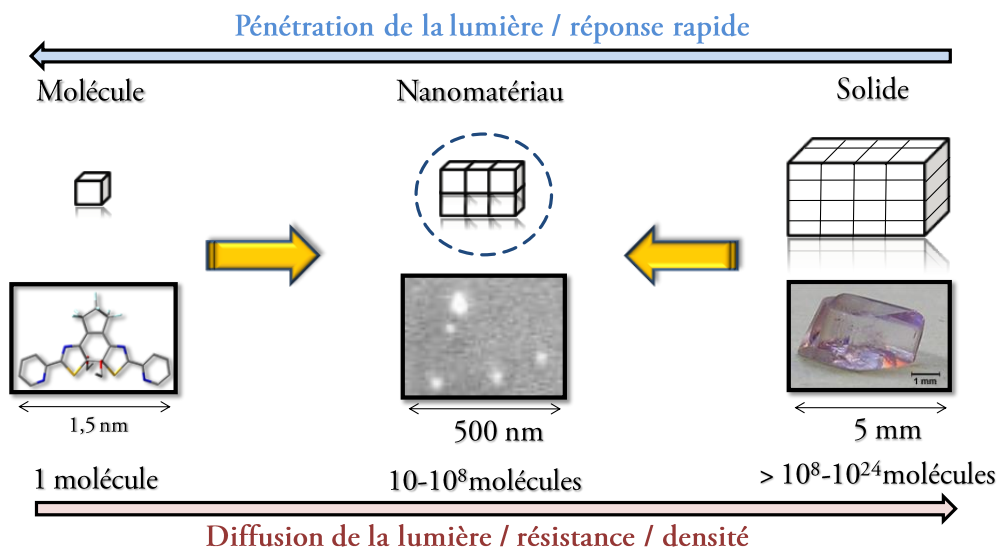 Pénétration de la lumière / réponse rapide
Molécule
Nanomatériau
Solide
1 mm
1,5 nm
500 nm
5 mm
1 molécule
10-10⁸molécules
> 10⁸-10²⁴molécules
Diffusion de la lumière / résistance / densité